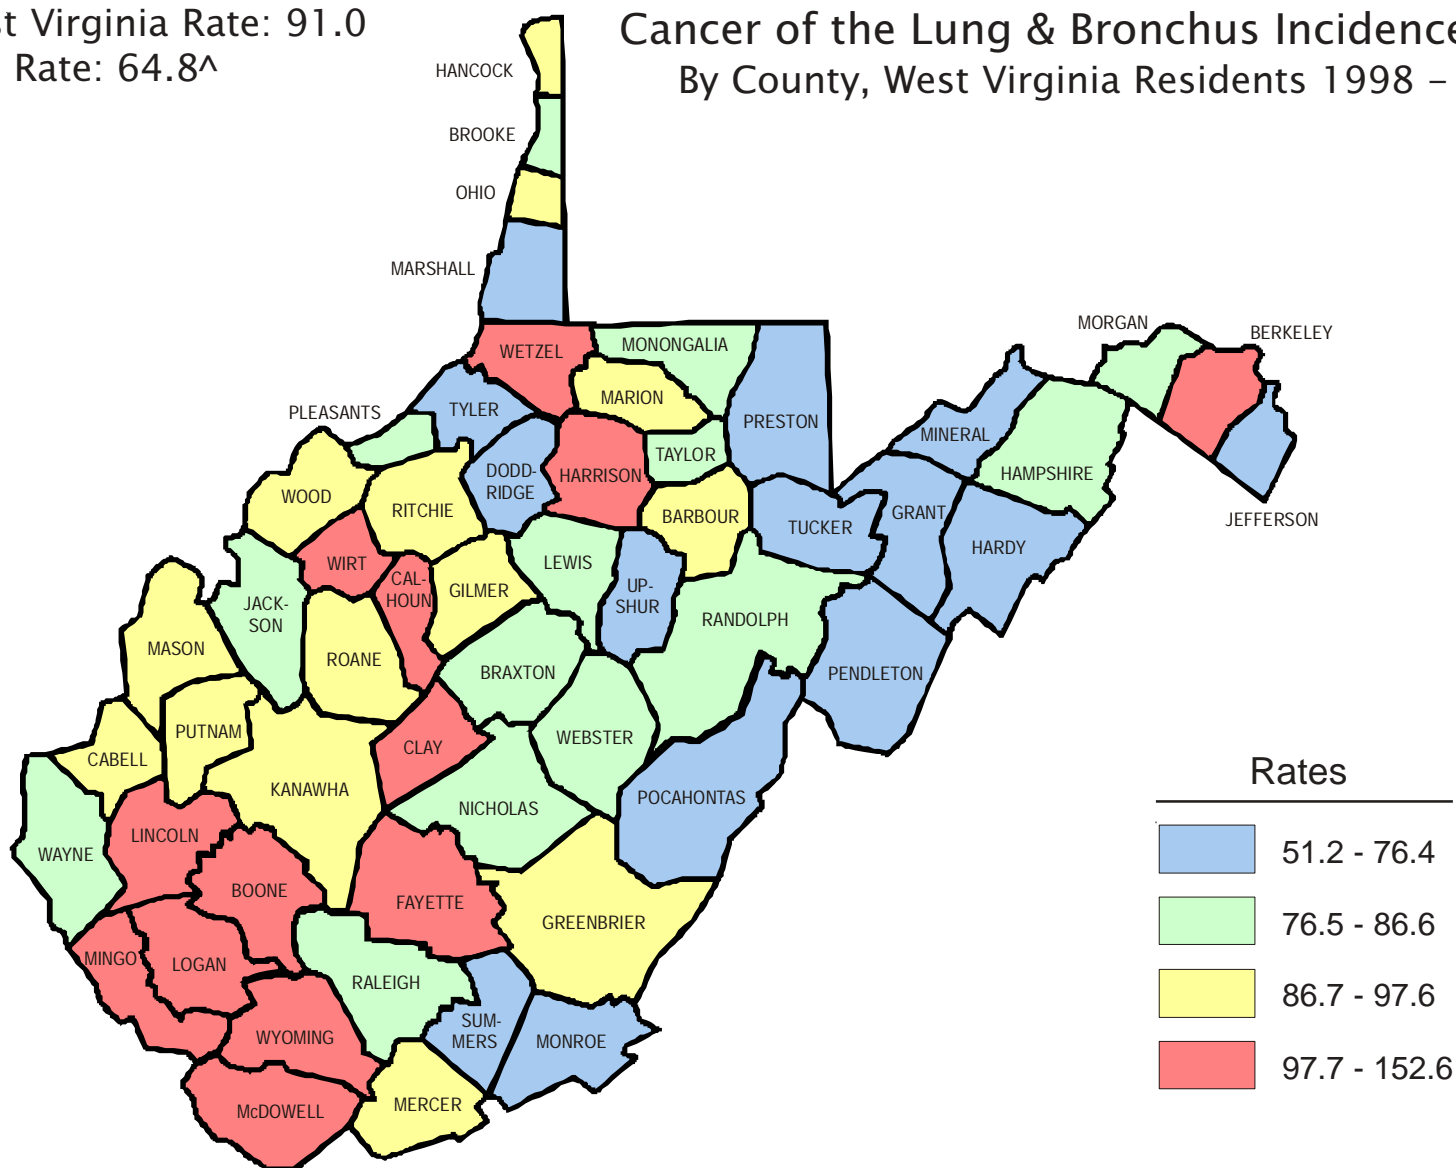 st Virginia Rate: 91.0
Rate: 64.8^
Cancer of the Lung & Bronchus Incidence
By County, West Virginia Residents 1998 –
HANCOCK
BROOKE
OHIO
MARSHALL
WETZEL
MONONGALIA
MORGAN
BERKELEY
MARION
PLEASANTS
TYLER
PRESTON
MINERAL
TAYLOR
HAMPSHIRE
DODD-
RIDGE
HARRISON
WOOD
RITCHIE
BARBOUR
TUCKER
GRANT
JEFFERSON
HARDY
WIRT
LEWIS
CAL-
HOUN
GILMER
UP-
SHUR
JACK-
SON
RANDOLPH
MASON
ROANE
BRAXTON
PENDLETON
PUTNAM
CLAY
WEBSTER
CABELL
KANAWHA
POCAHONTAS
NICHOLAS
LINCOLN
WAYNE
BOONE
FAYETTE
GREENBRIER
MINGO
LOGAN
RALEIGH
SUM-
MERS
WYOMING
MONROE
MERCER
McDOWELL
Rates
51.2 - 76.4
76.5 - 86.6
86.7 - 97.6
97.7 - 152.6